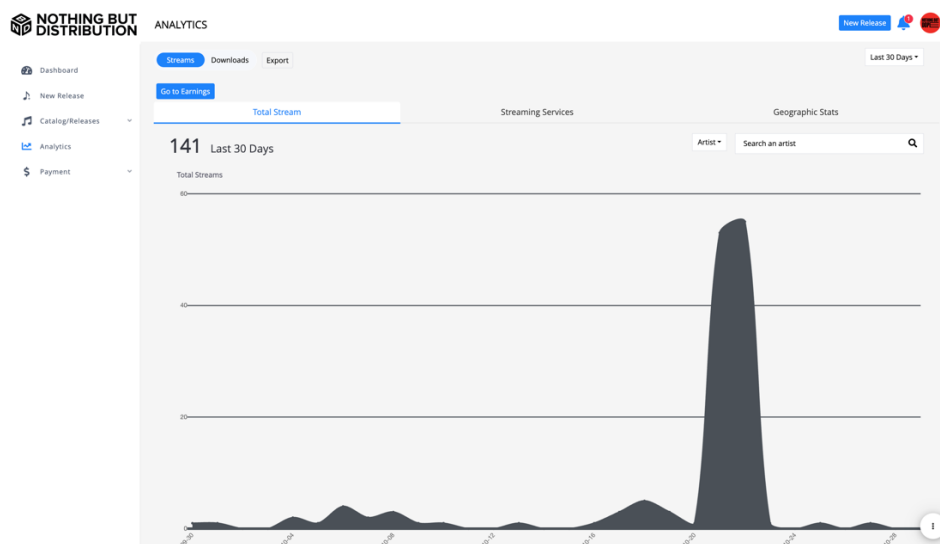 NOTHING BUT
DISTRIBUTION
ANALYTICS
New Release
1
Streams
Downloads
Export
Last 30 Days
Dashboard
New Release
Catalog/Releases
Analytics
Payment
Go to Earnings
Total Stream
Streaming Services
Geographic Stats
141 Last 30 Days
Artist
Search an artist
Total Streams
60
40
20
0